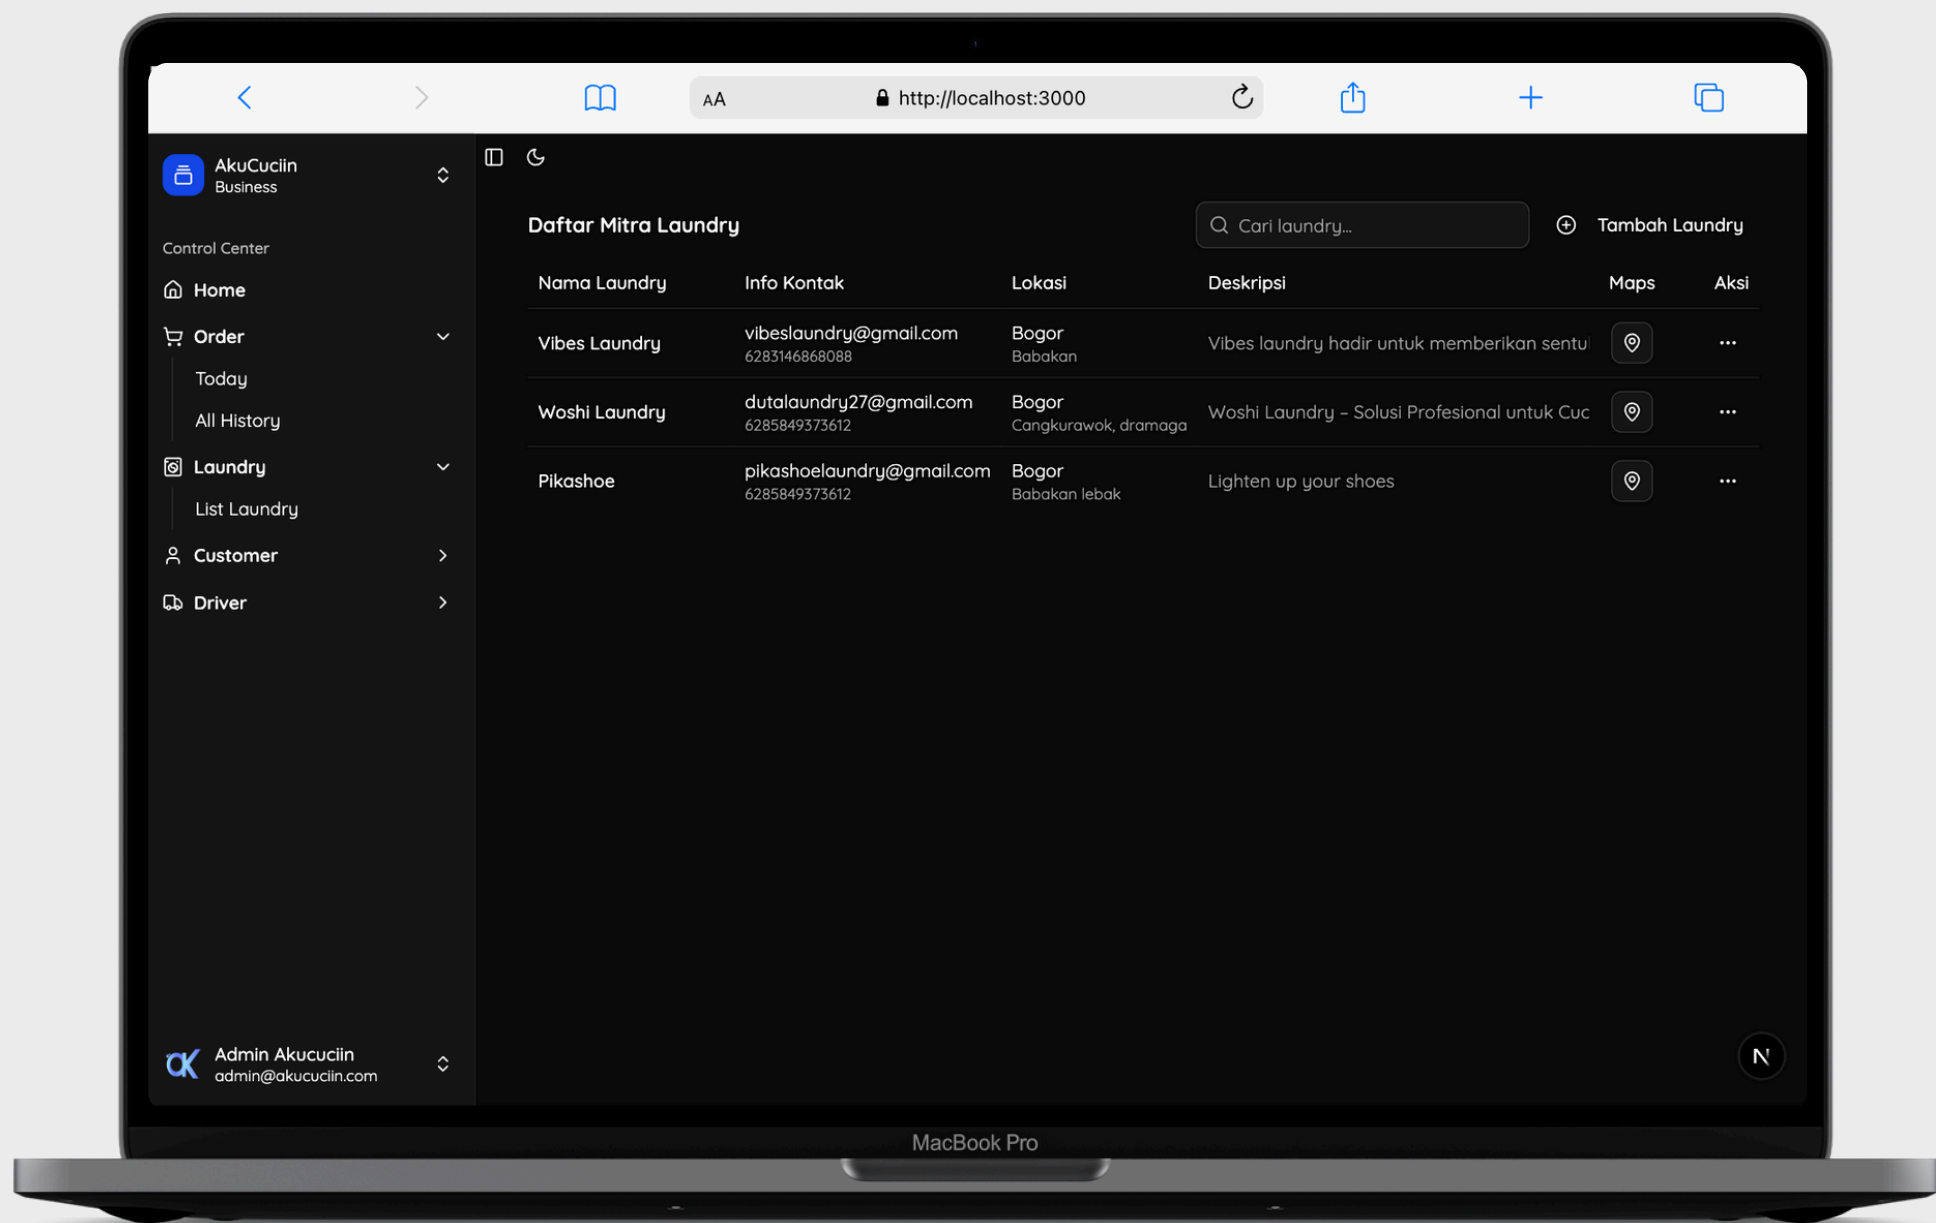 AA http://localhost:3000
AkuCuciin
Business
Control Center
Home
Order
Today
All History
Laundry
List Laundry
Customer
Driver
Admin Akucuciin
admin@akucuciin.com
Daftar Mitra Laundry
Cari laundry...
Tambah Laundry
Nama Laundry Info Kontak Lokasi Deskripsi Maps Aksi
Vibes Laundry vibeslaundry@gmail.com Bogor Vibes laundry hadir untuk memberikan sentu
6283146868088 Babakan
Woshi Laundry dutalaundry27@gmail.com Bogor Woshi Laundry – Solusi Profesional untuk Cuc
6285849373612 Cangkurawok, dramaga
Pikashoe pikashoelaundry@gmail.com Bogor Lighten up your shoes
6285849373612 Babakan lebak
N
MacBook Pro